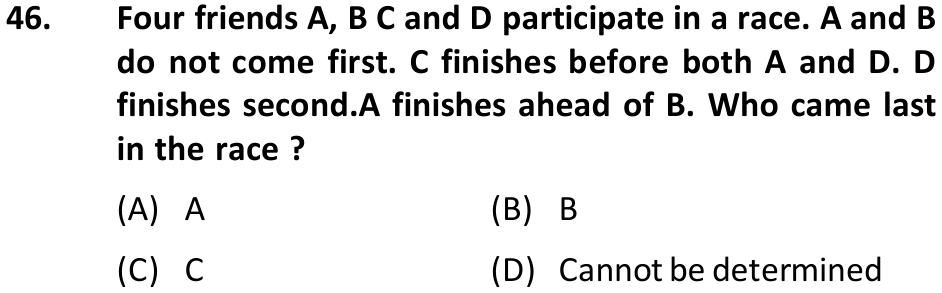 46. Four friends A, B C and D participate in a race. A and B
do not come first. C finishes before both A and D. D
finishes second.A finishes ahead of B. Who came last
in the race ?
(A) A (B) B
(C) C (D) Cannot be determined